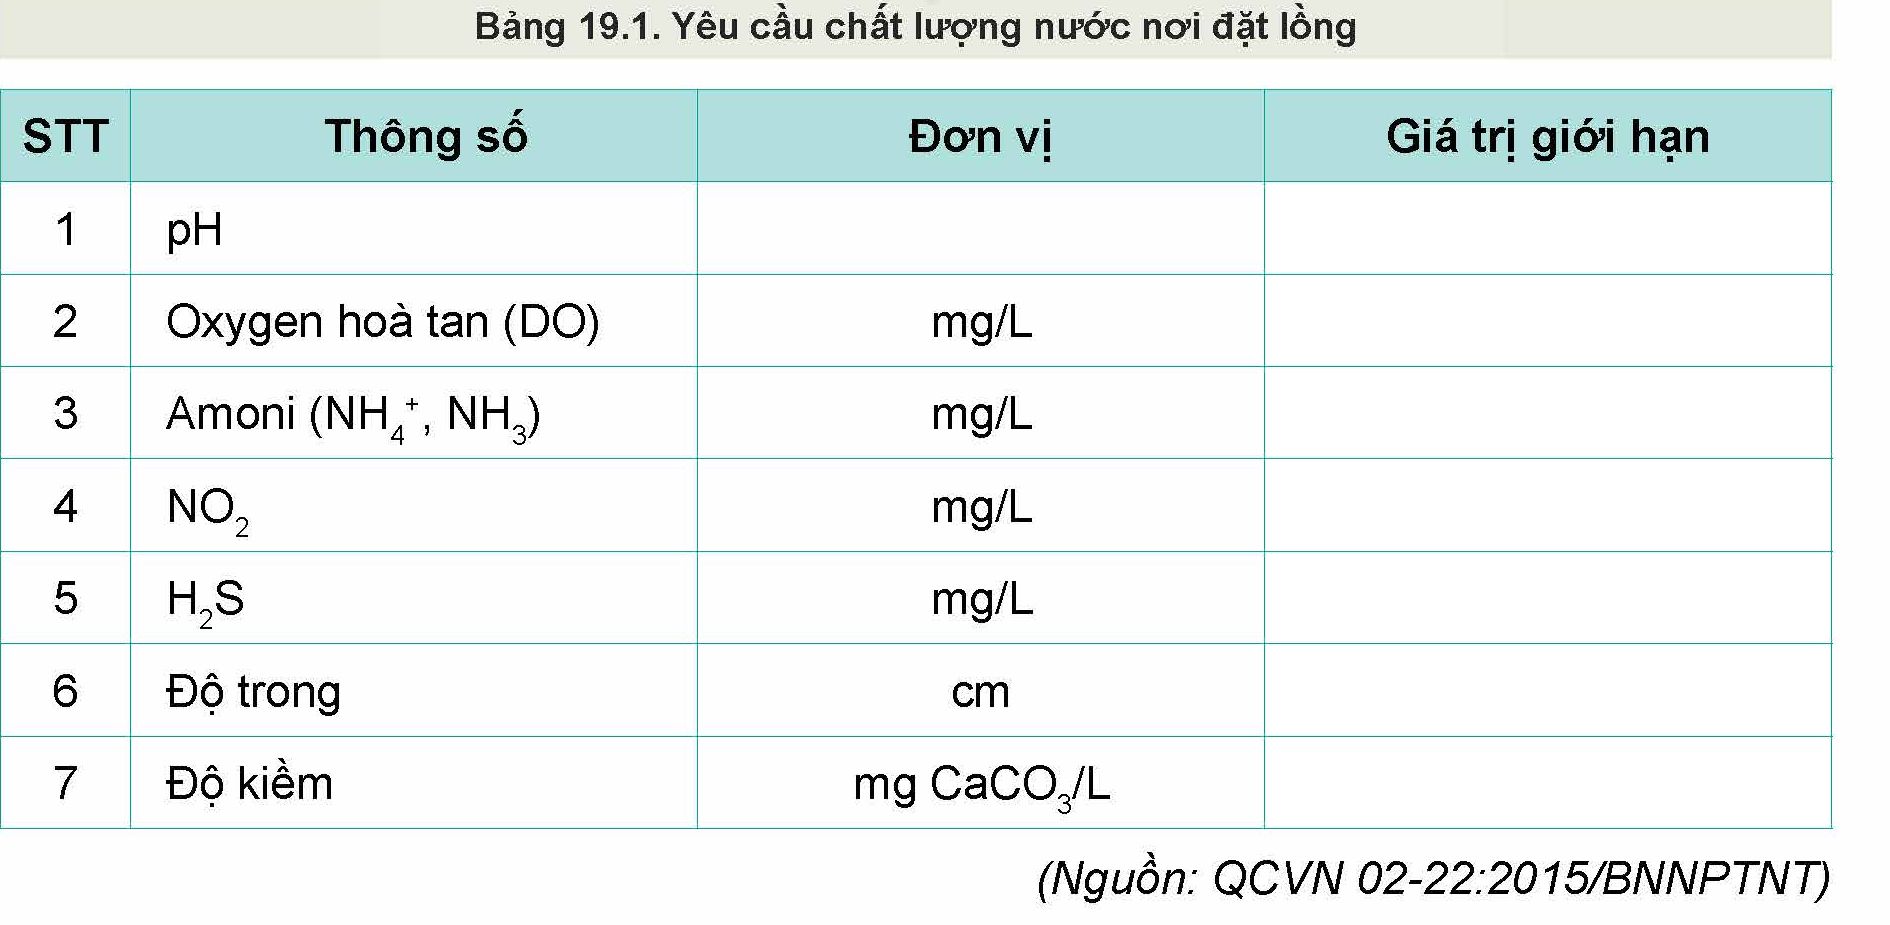 Bảng 19.1. Yêu cầu chất lượng nước nơi đặt lồng
STT Thông số Đơn vị Giá trị giới hạn
1 pH
2 Oxygen hoà tan (DO) mg/L
3 Amoni (NH₄⁺, NH₃) mg/L
4 NO₂ mg/L
5 H₂S mg/L
6 Độ trong cm
7 Độ kiềm mg CaCO₃/L
(Nguồn: QCVN 02-22:2015/BNNPTNT)